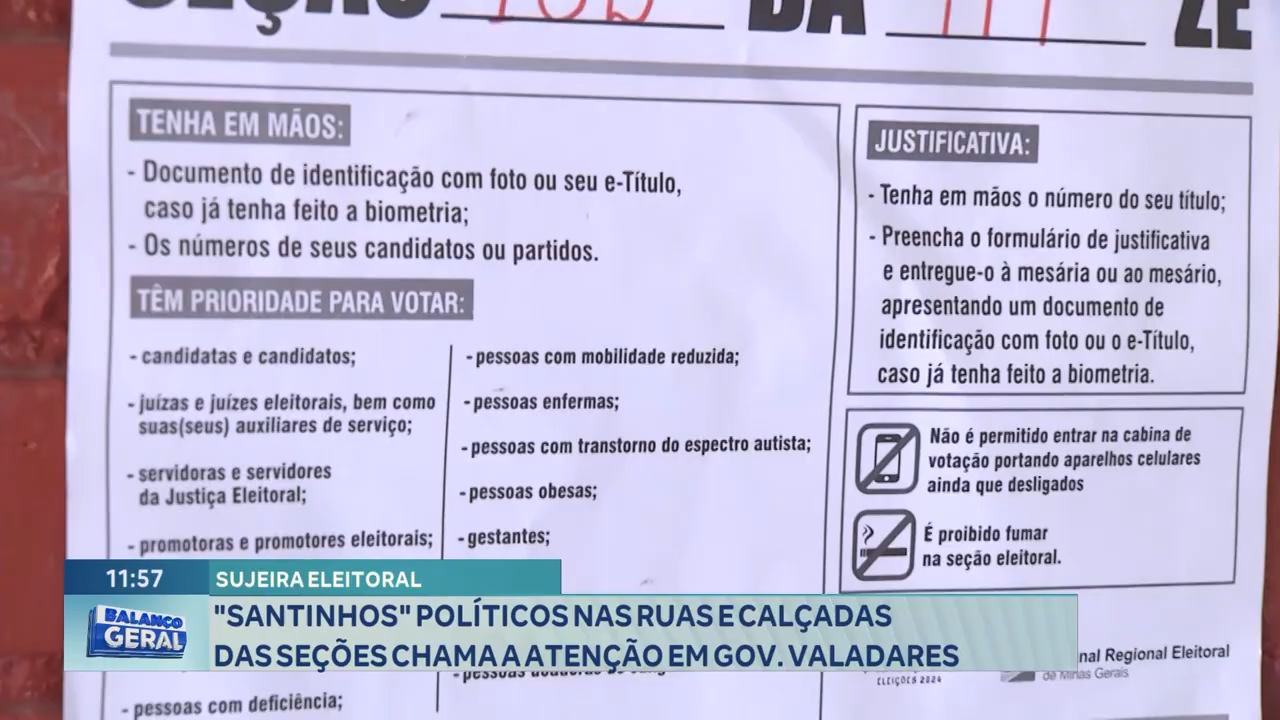 SEÇÃO DA ZE
TENHA EM MÃOS:
- Documento de identificação com foto ou seu e-Título,
caso já tenha feito a biometria;
- Os números de seus candidatos ou partidos.
TÊM PRIORIDADE PARA VOTAR:
- candidatas e candidatos;
- juízas e juízes eleitorais, bem como
suas(seus) auxiliares de serviço;
- servidoras e servidores
da Justiça Eleitoral;
- promotoras e promotores eleitorais;
- pessoas com deficiência;
- pessoas com mobilidade reduzida;
- pessoas enfermas;
- pessoas com transtorno do espectro autista;
- pessoas obesas;
- gestantes;
- pessoas
JUSTIFICATIVA:
- Tenha em mãos o número do seu título;
- Preencha o formulário de justificativa
e entregue-o à mesária ou ao mesário,
apresentando um documento de
identificação com foto ou o e-Título,
caso já tenha feito a biometria.
Não é permitido entrar na cabina de
votação portando aparelhos celulares
ainda que desligados
É proibido fumar
na seção eleitoral.
ELEIÇÕES 2024
nal Regional Eleitoral
de Minas Gerais
11:57
SUJEIRA ELEITORAL
BALANÇO
GERAL
"SANTINHOS" POLÍTICOS NAS RUAS E CALÇADAS
DAS SEÇÕES CHAMA A ATENÇÃO EM GOV. VALADARES